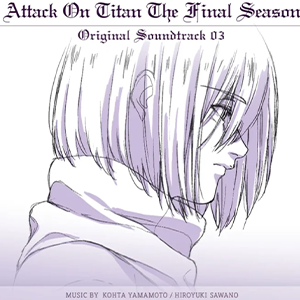 Attack On Titan The Final Season
Original Soundtrack 03
MUSIC BY KOHTA YAMAMOTO / HIROYUKI SAWANO